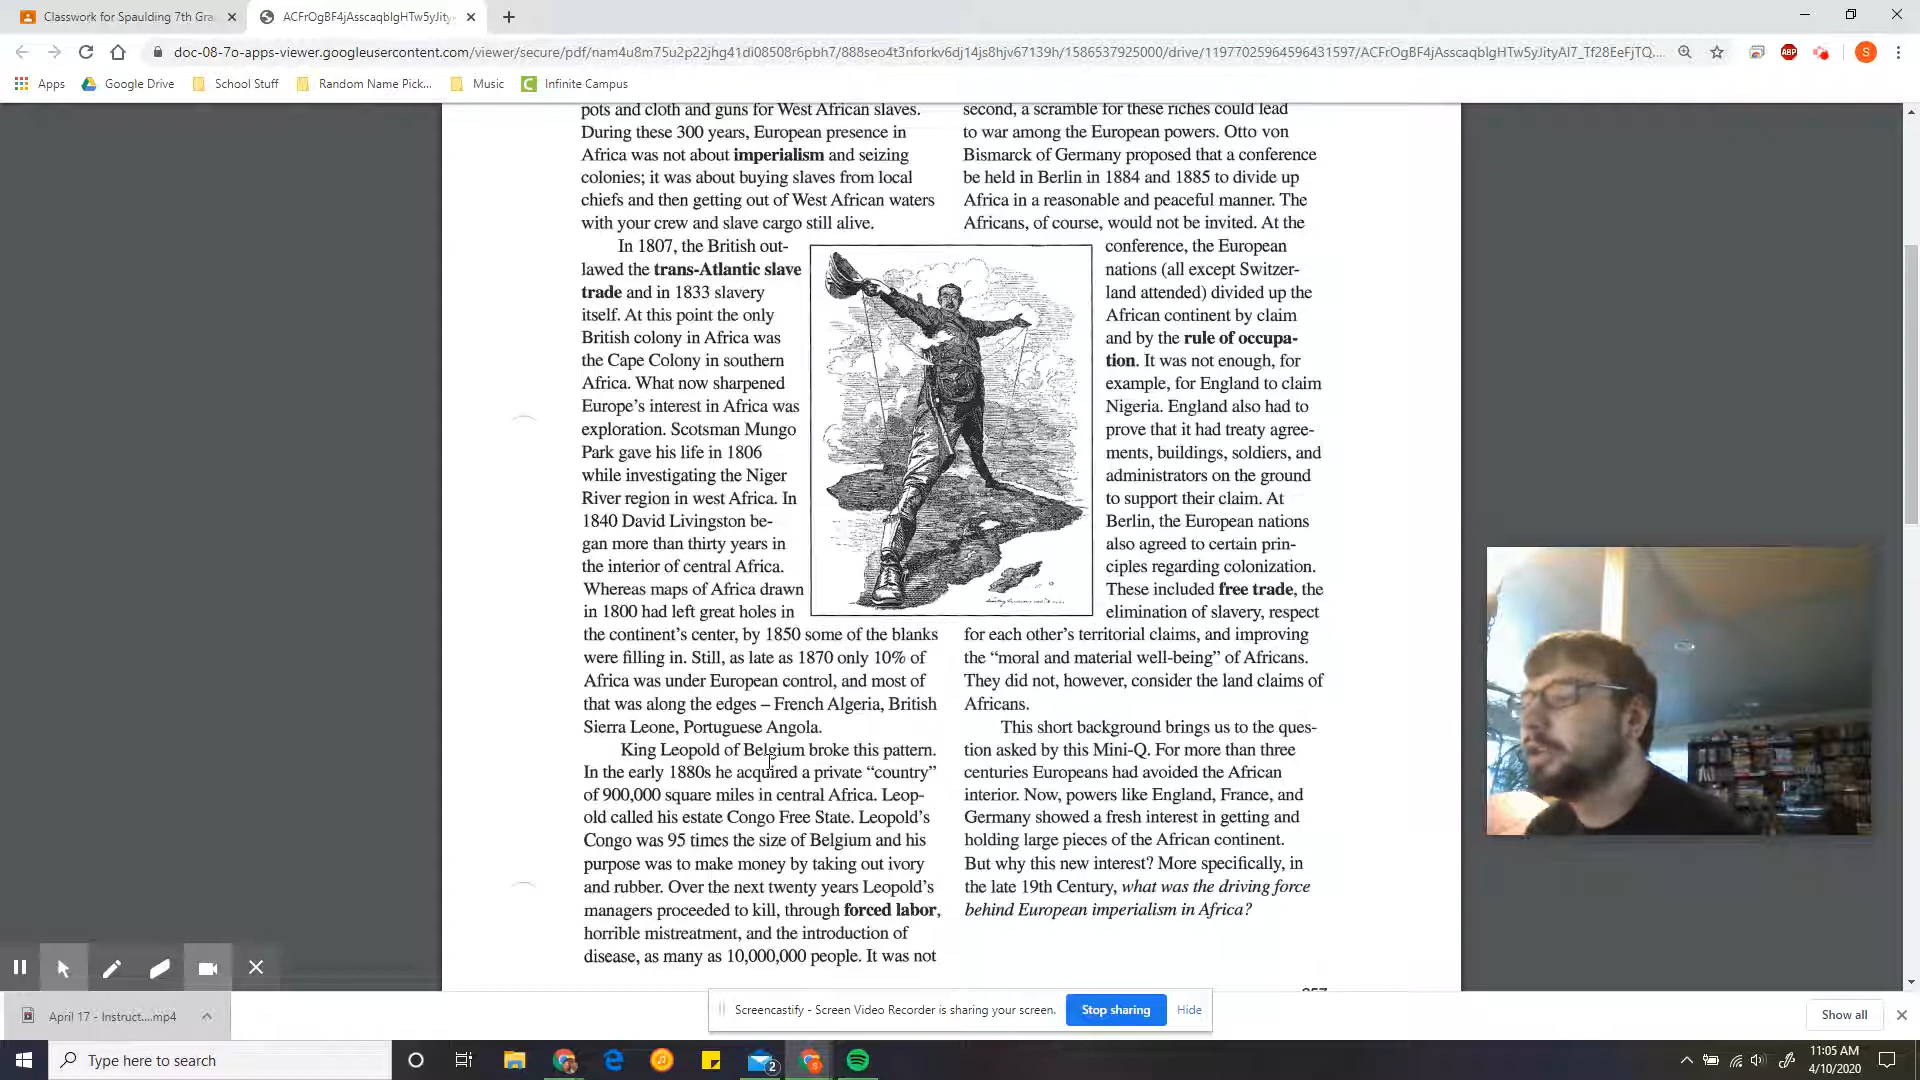 Classwork for Spaulding 7th Gra
ACFrOgBF4jAsscaqbIgHTw5yJity
doc-08-7o-apps-viewer.googleusercontent.com/viewer/secure/pdf/nam4u8m75u2p22jhg41di08508r6pbh7/888seo4t3nforkv6dj14js8hjv67139h/1586537925000/drive/11977025964596431597/ACFrOgBF4jAsscaqbIgHTw5yJityAI7_Tf28EeFjTQ....
ABP
S
Apps
Google Drive
School Stuff
Random Name Pick...
Music
Infinite Campus
pots and cloth and guns for West African slaves.
During these 300 years, European presence in
Africa was not about imperialism and seizing
colonies; it was about buying slaves from local
chiefs and then getting out of West African waters
with your crew and slave cargo still alive.
In 1807, the British out-
lawed the trans-Atlantic slave
trade and in 1833 slavery
itself. At this point the only
British colony in Africa was
the Cape Colony in southern
Africa. What now sharpened
Europe's interest in Africa was
exploration. Scotsman Mungo
Park gave his life in 1806
while investigating the Niger
River region in west Africa. In
1840 David Livingston be-
gan more than thirty years in
the interior of central Africa.
Whereas maps of Africa drawn
in 1800 had left great holes in
the continent's center, by 1850 some of the blanks
were filling in. Still, as late as 1870 only 10% of
Africa was under European control, and most of
that was along the edges – French Algeria, British
Sierra Leone, Portuguese Angola.
King Leopold of Belgium broke this pattern.
In the early 1880s he acquired a private “country”
of 900,000 square miles in central Africa. Leop-
old called his estate Congo Free State. Leopold's
Congo was 95 times the size of Belgium and his
purpose was to make money by taking out ivory
and rubber. Over the next twenty years Leopold's
managers proceeded to kill, through forced labor,
horrible mistreatment, and the introduction of
disease, as many as 10,000,000 people. It was not
second, a scramble for these riches could lead
to war among the European powers. Otto von
Bismarck of Germany proposed that a conference
be held in Berlin in 1884 and 1885 to divide up
Africa in a reasonable and peaceful manner. The
Africans, of course, would not be invited. At the
conference, the European
nations (all except Switzer-
land attended) divided up the
African continent by claim
and by the rule of occupa-
tion. It was not enough, for
example, for England to claim
Nigeria. England also had to
prove that it had treaty agree-
ments, buildings, soldiers, and
administrators on the ground
to support their claim. At
Berlin, the European nations
also agreed to certain prin-
ciples regarding colonization.
These included free trade, the
elimination of slavery, respect
for each other's territorial claims, and improving
the “moral and material well-being” of Africans.
They did not, however, consider the land claims of
Africans.
This short background brings us to the ques-
tion asked by this Mini-Q. For more than three
centuries Europeans had avoided the African
interior. Now, powers like England, France, and
Germany showed a fresh interest in getting and
holding large pieces of the African continent.
But why this new interest? More specifically, in
the late 19th Century, what was the driving force
behind European imperialism in Africa?
Screencastify - Screen Video Recorder is sharing your screen.
Stop sharing
Hide
April 17 - Instruct....mp4
Show all
Type here to search
2
S
11:05 AM
4/10/2020